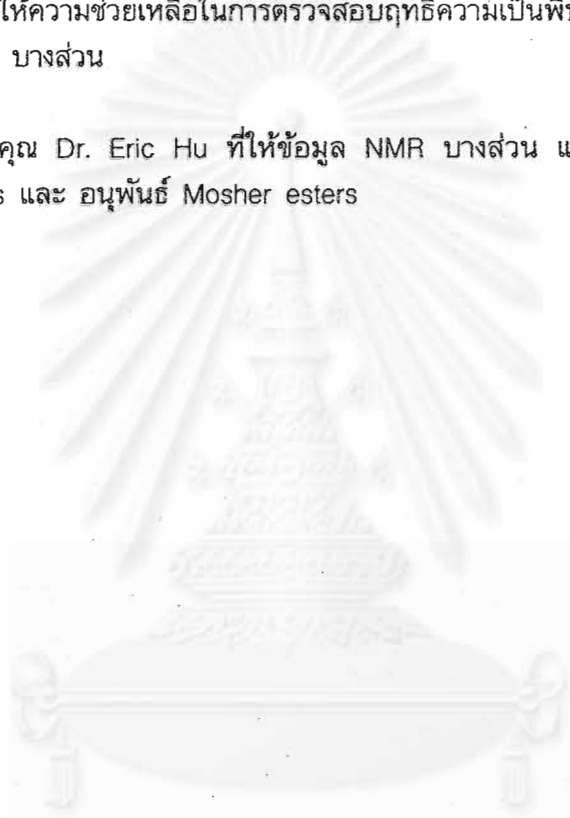 ให้ความช่วยเหลือในการตรวจสอบฤทธิ์ความเป็นพิษ
บางส่วน
คุณ Dr. Eric Hu ที่ให้ข้อมูล NMR บางส่วน
และ อนุพันธ์ Mosher esters